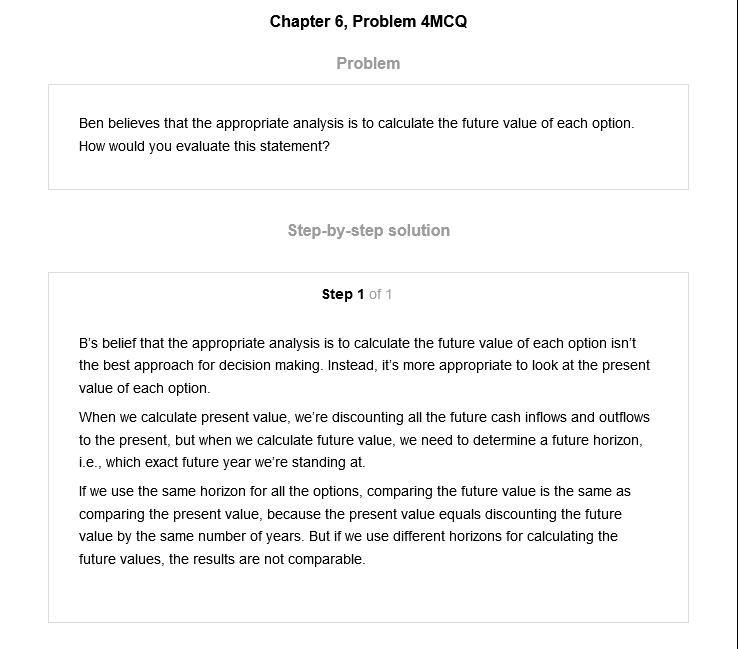 Chapter 6, Problem 4MCQ
Problem
Ben believes that the appropriate analysis is to calculate the future value of each option.
How would you evaluate this statement?
Step-by-step solution
Step 1 of 1
B's belief that the appropriate analysis is to calculate the future value of each option isn't
the best approach for decision making. Instead, it's more appropriate to look at the present
value of each option.
When we calculate present value, we're discounting all the future cash inflows and outflows
to the present, but when we calculate future value, we need to determine a future horizon,
i.e., which exact future year we're standing at.
If we use the same horizon for all the options, comparing the future value is the same as
comparing the present value, because the present value equals discounting the future
value by the same number of years. But if we use different horizons for calculating the
future values, the results are not comparable.